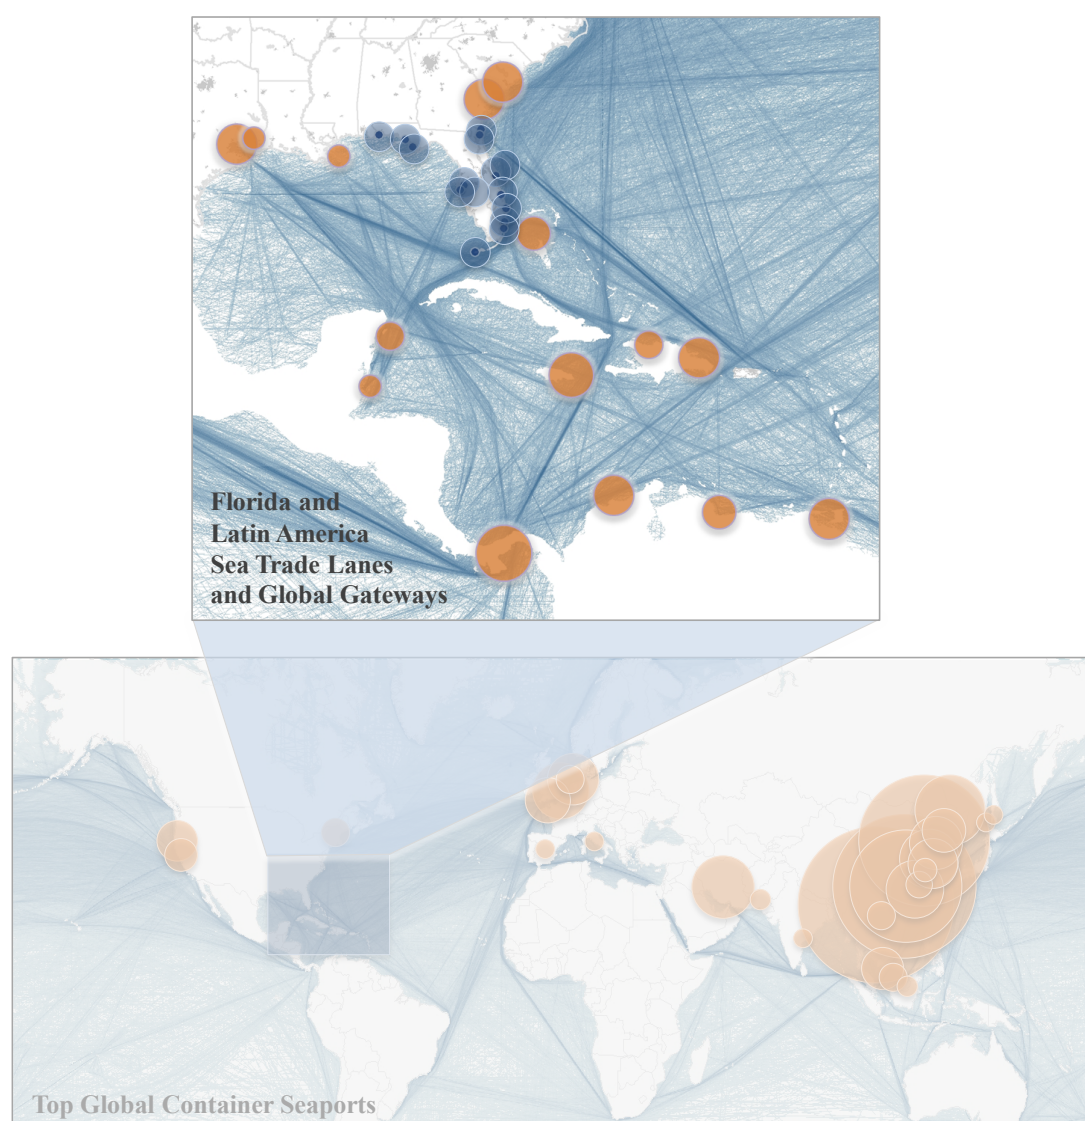 Florida and
Latin America
Sea Trade Lanes
and Global Gateways
Top Global Container Seaports